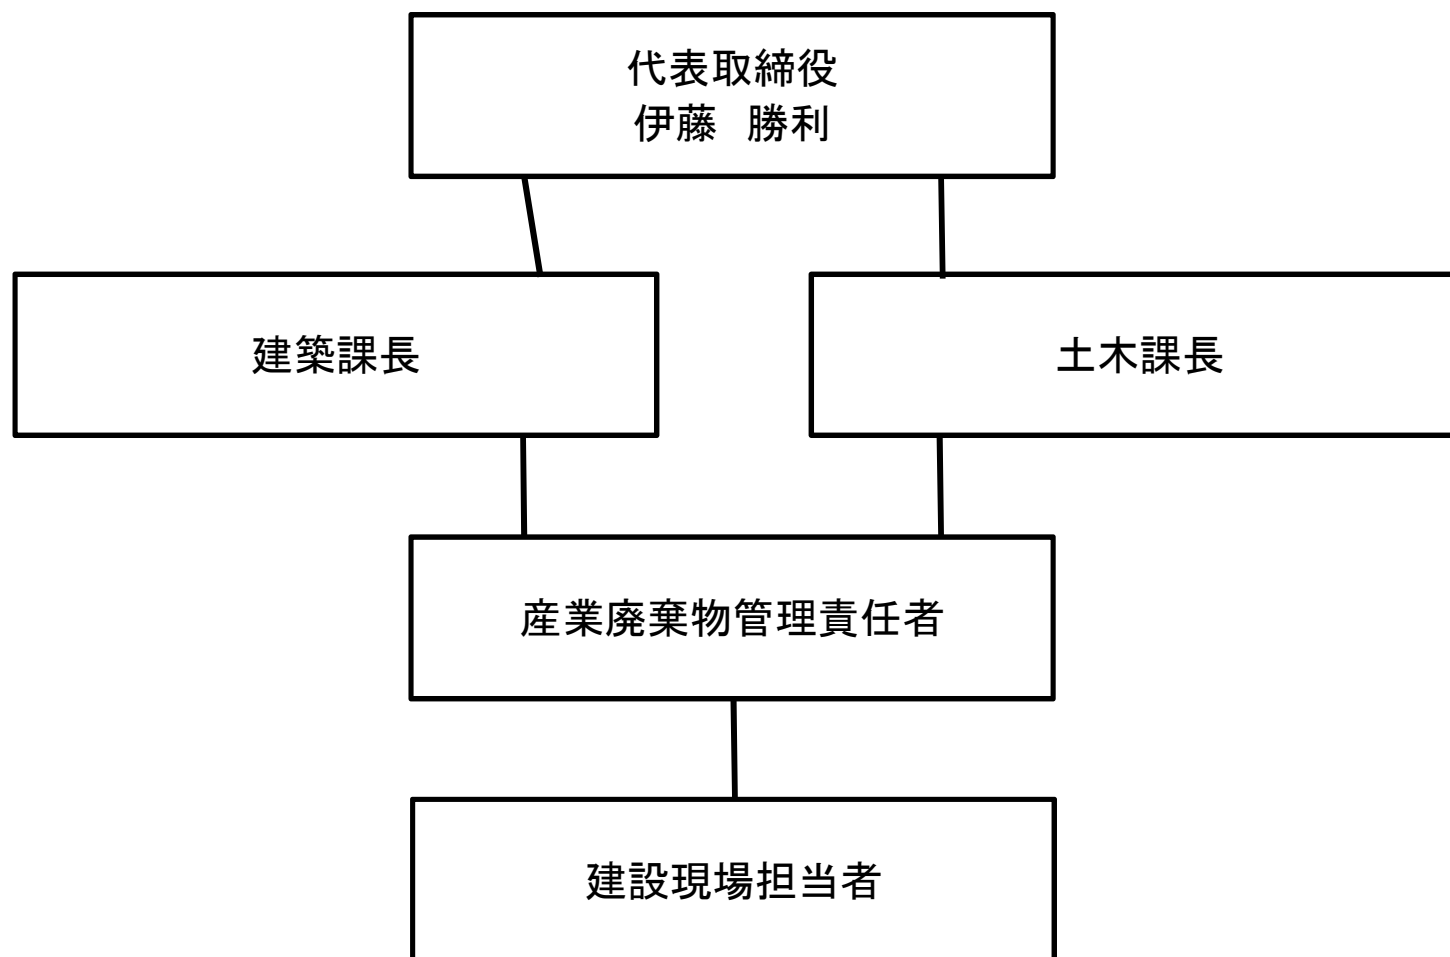 代表取締役
伊藤　勝利
建築課長
土木課長
産業廃棄物管理責任者
建設現場担当者